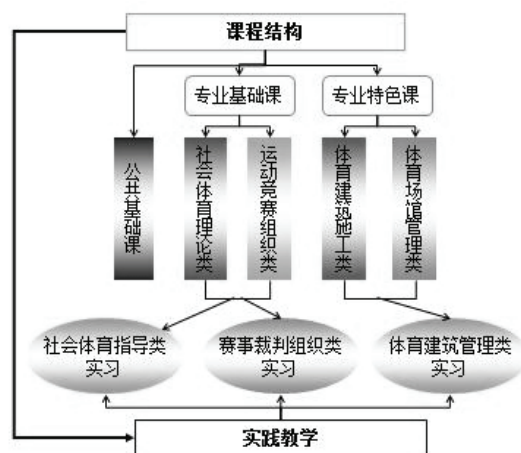 课程结构
专业基础课
专业特色课
公共基础课
社会体育理论类
运动竞赛组织类
体育建筑施工类
体育场馆管理类
社会体育指导类
实习
赛事裁判组织类
实习
体育建筑管理类
实习
实践教学